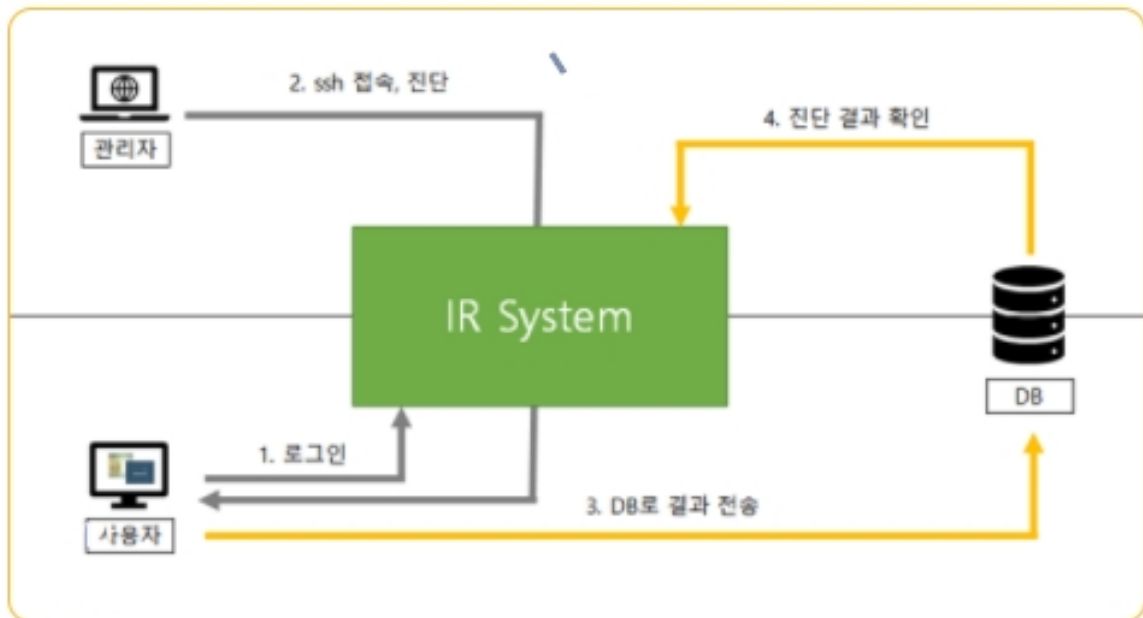 2. ssh 접속, 진단
4. 진단 결과 확인
관리자
IR System
DB
1. 로그인
3. DB로 결과 전송
사용자